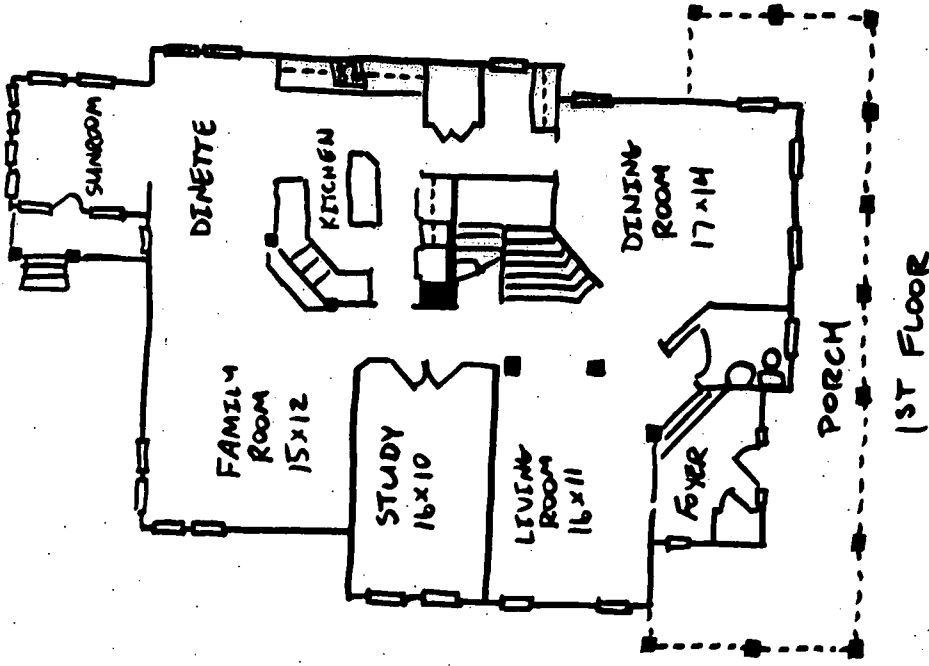 SUNROOM
DINETTE
KITCHEN
DINING
ROOM
17 x 14
FAMILY
ROOM
15 x 12
STUDY
16 x 10
LIVING
ROOM
16 x 11
FOYER
PORCH
1ST FLOOR